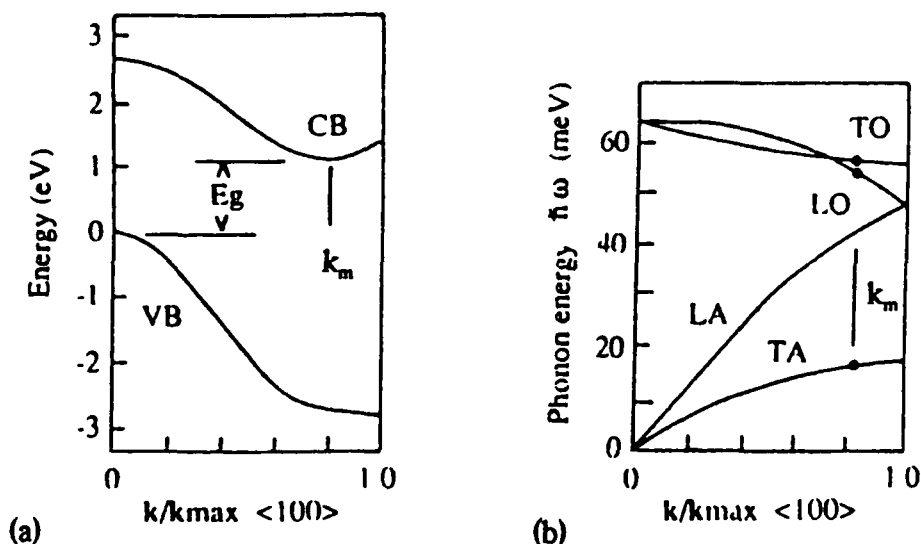 3
2
1
0
-1
-2
-3
Energy (eV)
CB
Eg
k_m
VB
0
1 0
k/kmax <100>
(a)
60
40
20
0
Phonon energy ħω (meV)
TO
LO
LA
TA
k_m
0
1 0
k/kmax <100>
(b)